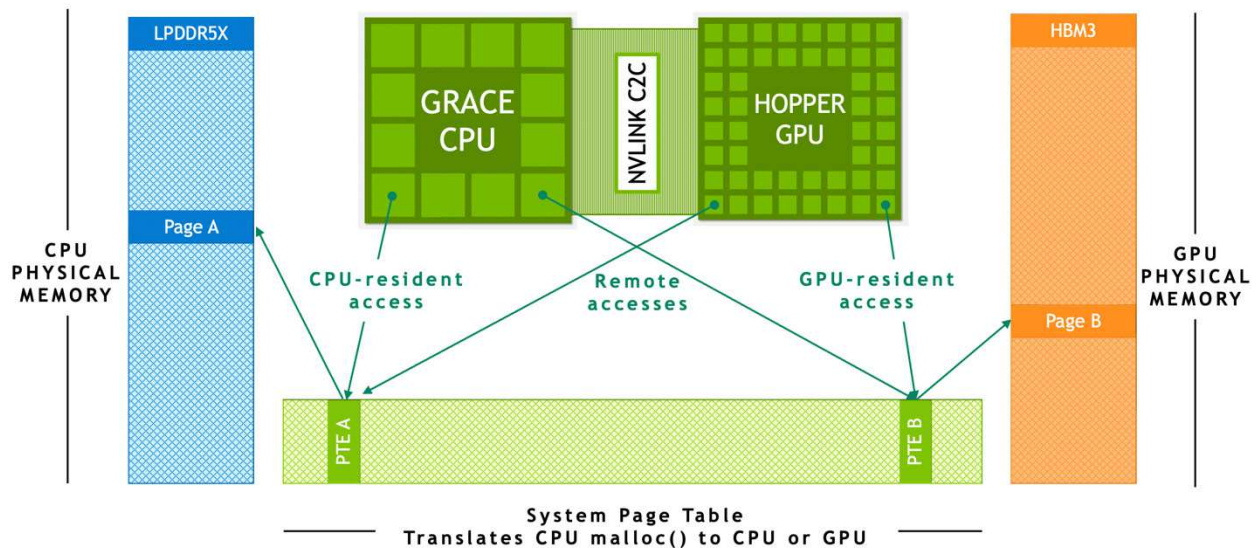 LPDDR5X
GRACE
CPU
NVLINK C2C
HOPPER
GPU
HBM3
Page A
CPU
PHYSICAL
MEMORY
CPU-resident
access
Remote
accesses
GPU-resident
access
Page B
GPU
PHYSICAL
MEMORY
PTE A
PTE B
System Page Table
Translates CPU malloc() to CPU or GPU